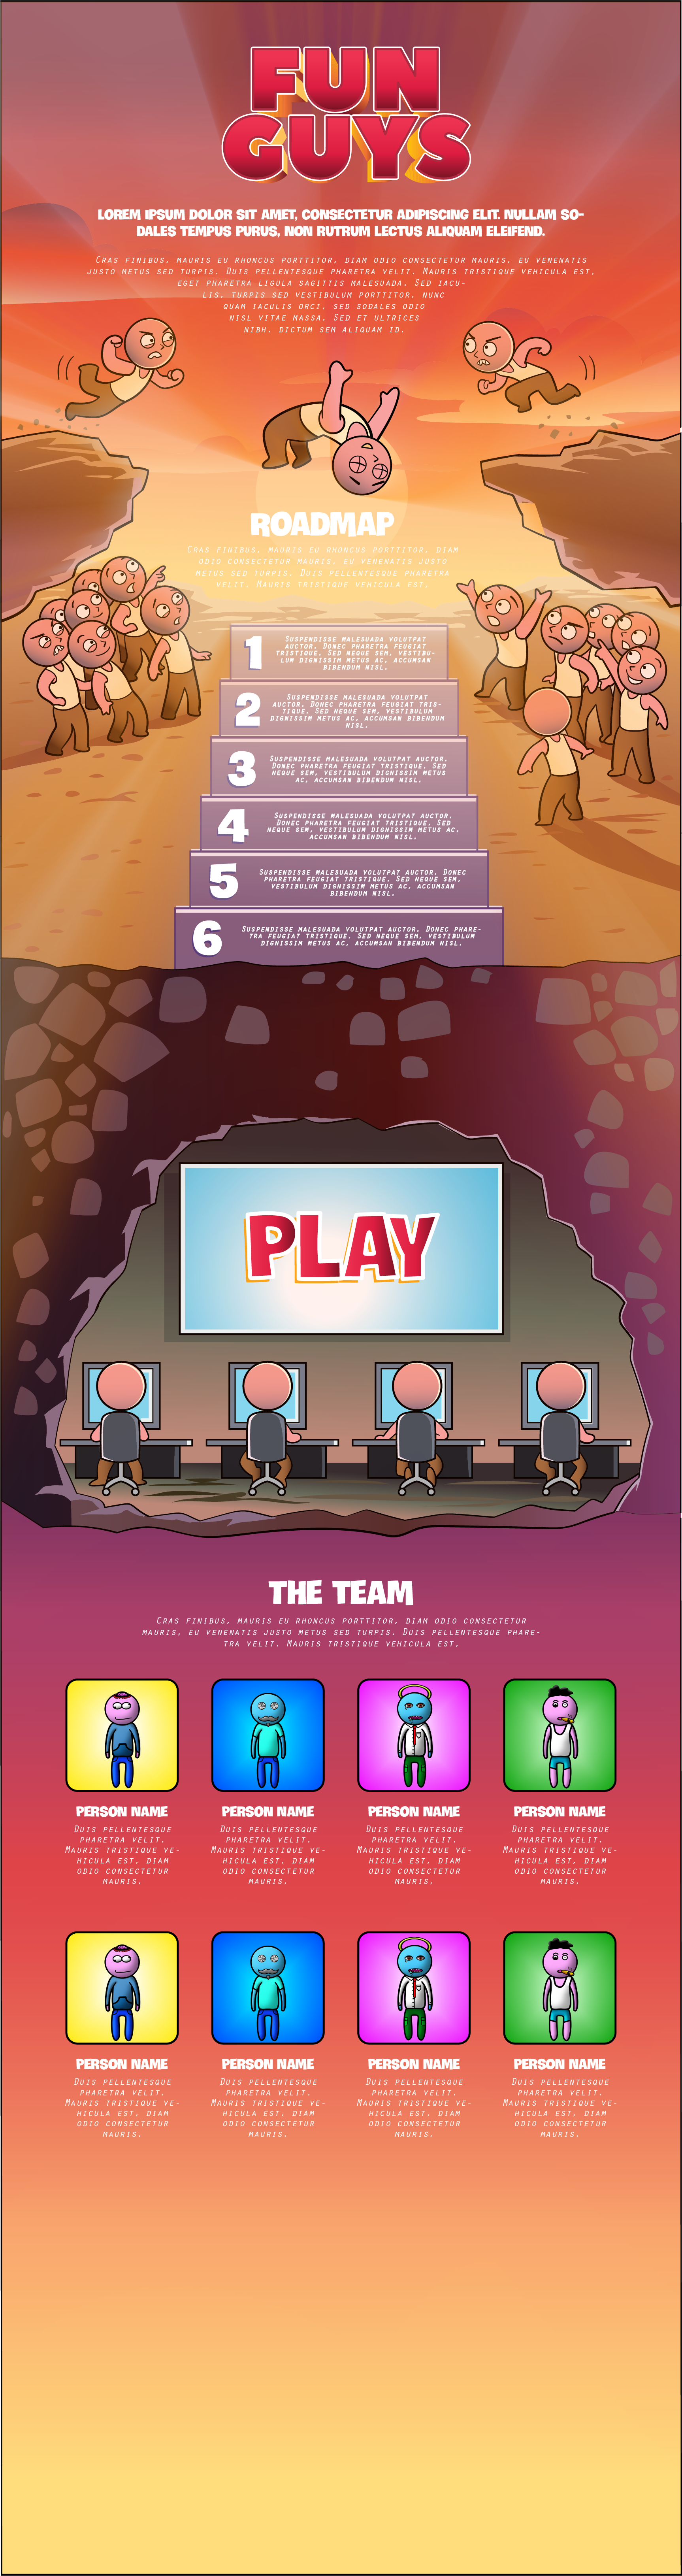 FUN
GUYS
LOREM IPSUM DOLOR SIT AMET, CONSECTETUR ADIPISCING ELIT. NULLAM SO-
DALES TEMPUS PURUS, NON RUTRUM LECTUS ALIQUAM ELEIFEND.
CRAS FINIBUS, MAURIS EU RHONCUS PORTTITOR, DIAM ODIO CONSECTETUR MAURIS, EU VENENATIS
JUSTO METUS SED TURPIS. DUIS PELLENTESQUE PHARETRA VELIT. MAURIS TRISTIQUE VEHICULA EST,
EGET PHARETRA LIGULA SAGITTIS MALESUADA. SED IACU-
LIS, TURPIS SED VESTIBULUM PORTTITOR, NUNC
QUAM IACULIS ORCI, SED SODALES ODIO
NISL VITAE MASSA. SED ET ULTRICES
NIBH, DICTUM SEM ALIQUAM ID.
ROADMAP
CRAS FINIBUS, MAURIS EU RHONCUS PORTTITOR, DIAM
ODIO CONSECTETUR MAURIS, EU VENENATIS JUSTO
METUS SED TURPIS. DUIS PELLENTESQUE PHARETRA
VELIT. MAURIS TRISTIQUE VEHICULA EST,
1
SUSPENDISSE MALESUADA VOLUTPAT
AUCTOR. DONEC PHARETRA FEUGIAT
TRISTIQUE. SED NEQUE SEM, VESTIBU-
LUM DIGNISSIM METUS AC, ACCUMSAN
BIBENDUM NISL.
2
SUSPENDISSE MALESUADA VOLUTPAT
AUCTOR. DONEC PHARETRA FEUGIAT TRIS-
TIQUE. SED NEQUE SEM, VESTIBULUM
DIGNISSIM METUS AC, ACCUMSAN BIBENDUM
NISL.
3
SUSPENDISSE MALESUADA VOLUTPAT AUCTOR.
DONEC PHARETRA FEUGIAT TRISTIQUE. SED
NEQUE SEM, VESTIBULUM DIGNISSIM METUS
AC, ACCUMSAN BIBENDUM NISL.
4
SUSPENDISSE MALESUADA VOLUTPAT AUCTOR.
DONEC PHARETRA FEUGIAT TRISTIQUE. SED
NEQUE SEM, VESTIBULUM DIGNISSIM METUS AC,
ACCUMSAN BIBENDUM NISL.
5
SUSPENDISSE MALESUADA VOLUTPAT AUCTOR. DONEC
PHARETRA FEUGIAT TRISTIQUE. SED NEQUE SEM,
VESTIBULUM DIGNISSIM METUS AC, ACCUMSAN
BIBENDUM NISL.
6
SUSPENDISSE MALESUADA VOLUTPAT AUCTOR. DONEC PHARE-
TRA FEUGIAT TRISTIQUE. SED NEQUE SEM, VESTIBULUM
DIGNISSIM METUS AC, ACCUMSAN BIBENDUM NISL.
PLAY
THE TEAM
CRAS FINIBUS, MAURIS EU RHONCUS PORTTITOR, DIAM ODIO CONSECTETUR
MAURIS, EU VENENATIS JUSTO METUS SED TURPIS. DUIS PELLENTESQUE PHARE-
TRA VELIT. MAURIS TRISTIQUE VEHICULA EST,
PERSON NAME
DUIS PELLENTESQUE
PHARETRA VELIT.
MAURIS TRISTIQUE VE-
HICULA EST, DIAM
ODIO CONSECTETUR
MAURIS,
PERSON NAME
DUIS PELLENTESQUE
PHARETRA VELIT.
MAURIS TRISTIQUE VE-
HICULA EST, DIAM
ODIO CONSECTETUR
MAURIS,
PERSON NAME
DUIS PELLENTESQUE
PHARETRA VELIT.
MAURIS TRISTIQUE VE-
HICULA EST, DIAM
ODIO CONSECTETUR
MAURIS,
PERSON NAME
DUIS PELLENTESQUE
PHARETRA VELIT.
MAURIS TRISTIQUE VE-
HICULA EST, DIAM
ODIO CONSECTETUR
MAURIS,
PERSON NAME
DUIS PELLENTESQUE
PHARETRA VELIT.
MAURIS TRISTIQUE VE-
HICULA EST, DIAM
ODIO CONSECTETUR
MAURIS,
PERSON NAME
DUIS PELLENTESQUE
PHARETRA VELIT.
MAURIS TRISTIQUE VE-
HICULA EST, DIAM
ODIO CONSECTETUR
MAURIS,
PERSON NAME
DUIS PELLENTESQUE
PHARETRA VELIT.
MAURIS TRISTIQUE VE-
HICULA EST, DIAM
ODIO CONSECTETUR
MAURIS,
PERSON NAME
DUIS PELLENTESQUE
PHARETRA VELIT.
MAURIS TRISTIQUE VE-
HICULA EST, DIAM
ODIO CONSECTETUR
MAURIS,